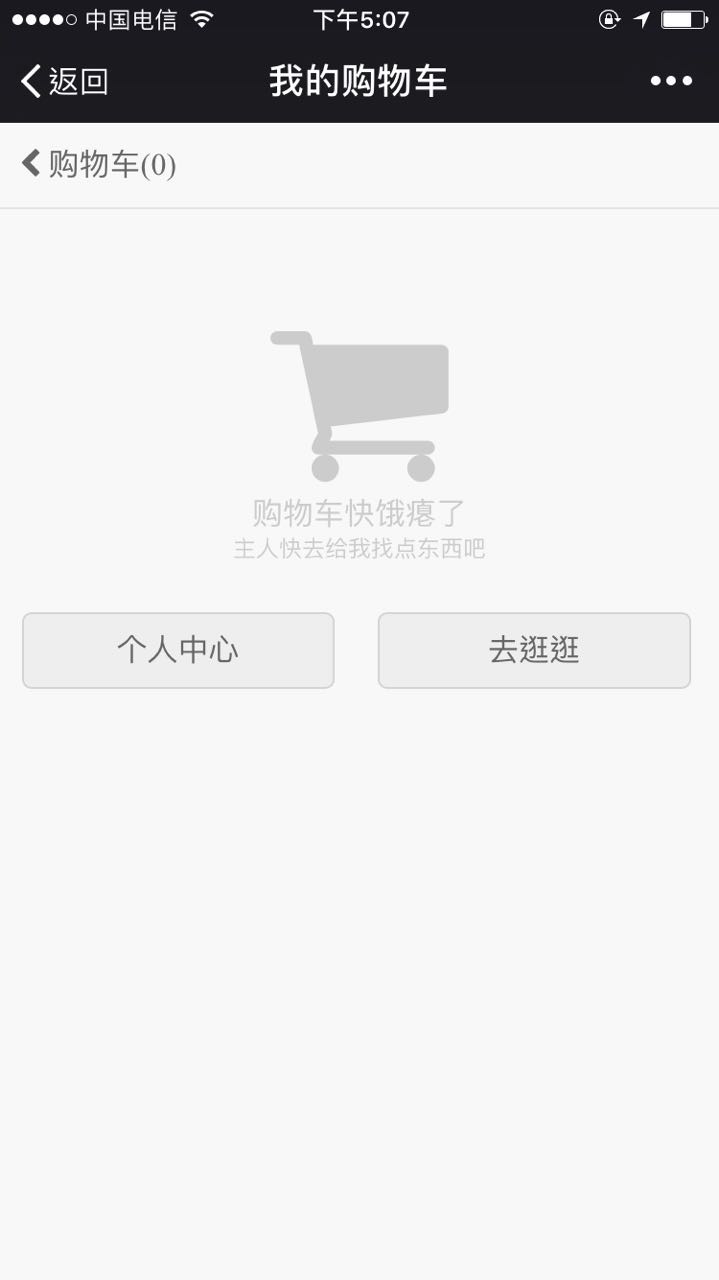 中国电信 下午5:07
返回 我的购物车
购物车(0)
购物车快饿瘪了
主人快去给我找点东西吧
个人中心 去逛逛